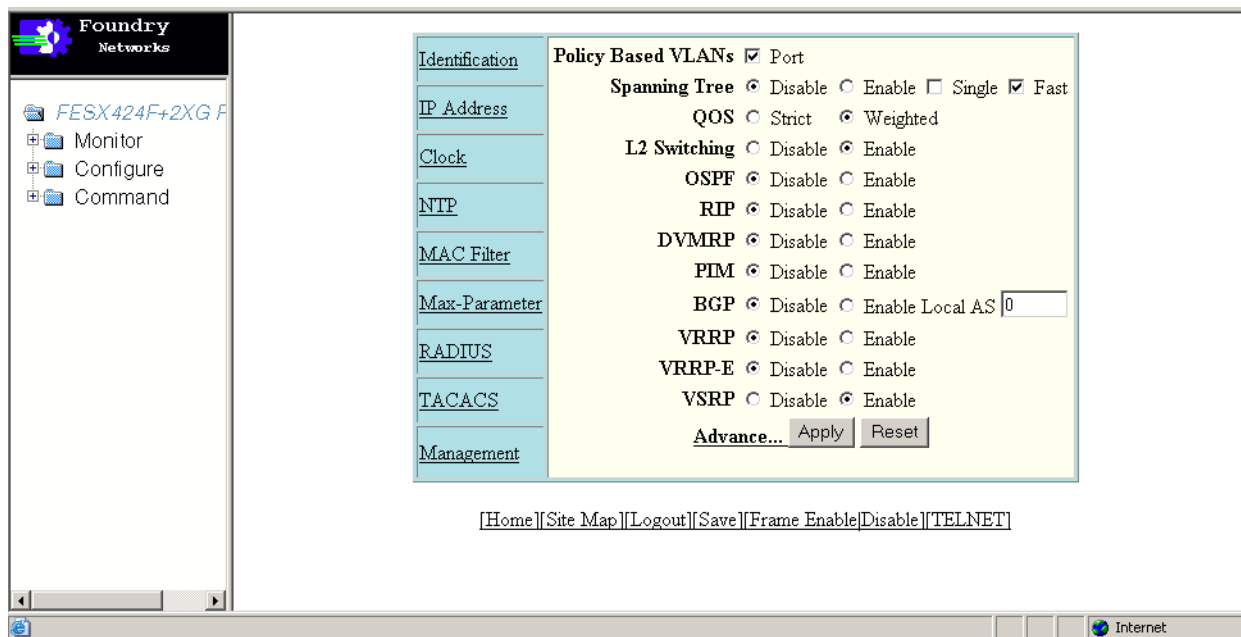 Foundry
Networks
FESX424F+2XG F
Monitor
Configure
Command
Identification
IP Address
Clock
NTP
MAC Filter
Max-Parameter
RADIUS
TACACS
Management
Policy Based VLANs Port
Spanning Tree Disable Enable Single Fast
QOS Strict Weighted
L2 Switching Disable Enable
OSPF Disable Enable
RIP Disable Enable
DVMRP Disable Enable
PIM Disable Enable
BGP Disable Enable Local AS 0
VRRP Disable Enable
VRRP-E Disable Enable
VSRP Disable Enable
Advance... Apply Reset
[Home][Site Map][Logout][Save][Frame Enable|Disable][TELNET]
Internet